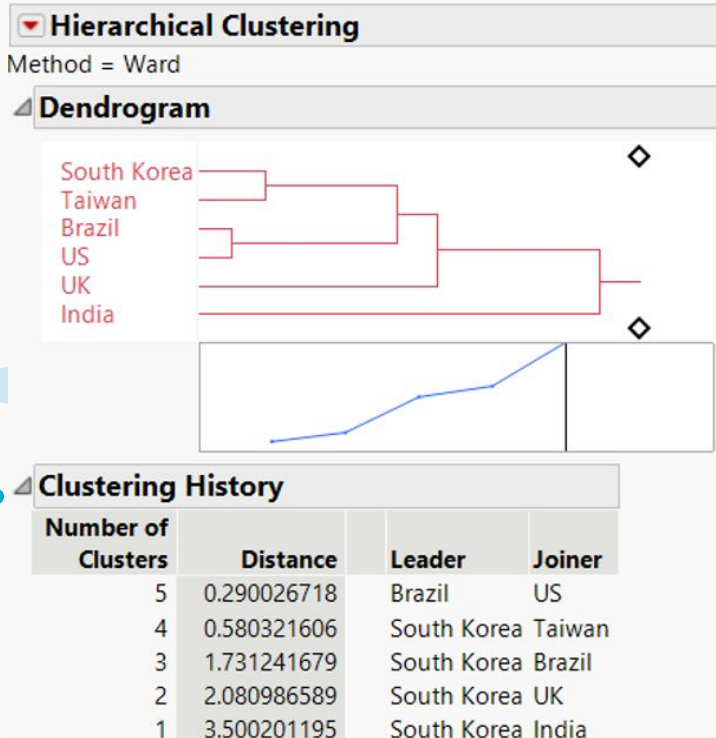 Hierarchical Clustering
Method = Ward
Dendrogram
South Korea
Taiwan
Brazil
US
UK
India
Clustering History
Number of
Clusters Distance Leader Joiner
5 0.290026718 Brazil US
4 0.580321606 South Korea Taiwan
3 1.731241679 South Korea Brazil
2 2.080986589 South Korea UK
1 3.500201195 South Korea India